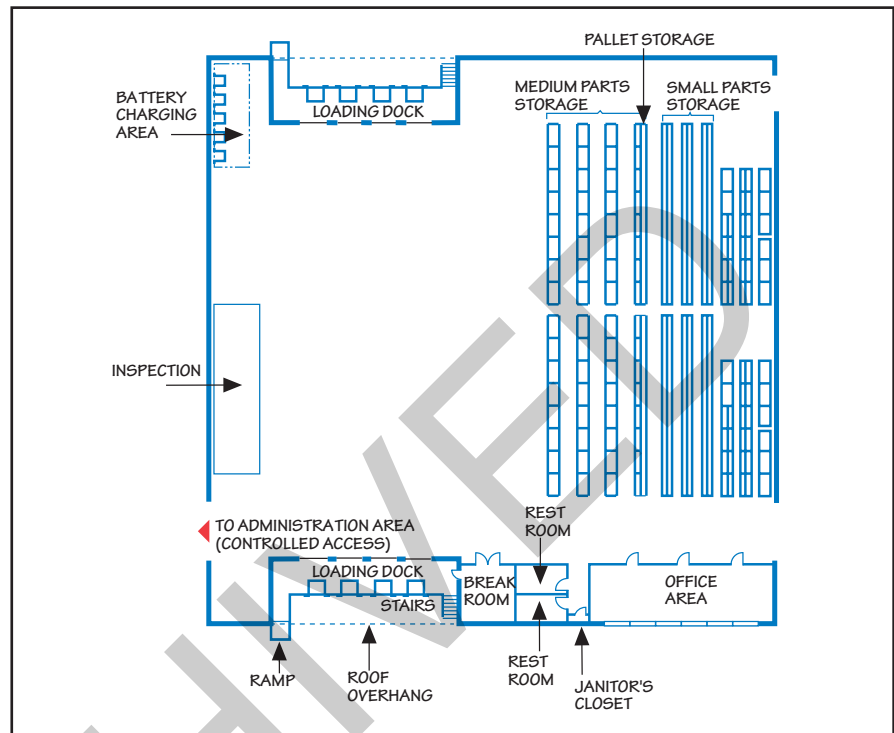 PALLET STORAGE
MEDIUM PARTS
STORAGE
SMALL PARTS
STORAGE
BATTERY
CHARGING
AREA
LOADING DOCK
INSPECTION
TO ADMINISTRATION AREA
(CONTROLLED ACCESS)
REST
ROOM
LOADING DOCK
STAIRS
BREAK
ROOM
OFFICE
AREA
RAMP
ROOF
OVERHANG
REST
ROOM
JANITOR'S
CLOSET
HIVED